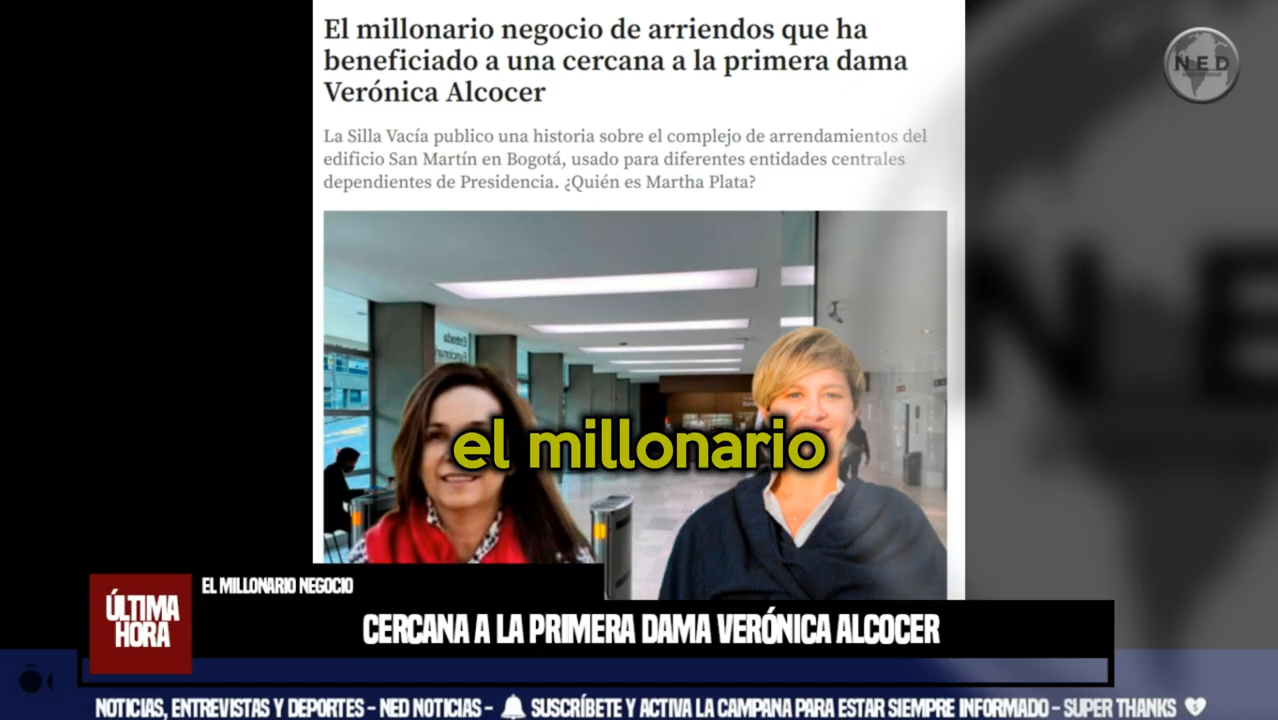 El millonario negocio de arriendos que ha
beneficiado a una cercana a la primera dama
Verónica Alcocer
La Silla Vacía publico una historia sobre el complejo de arrendamientos del
edificio San Martín en Bogotá, usado para diferentes entidades centrales
dependientes de Presidencia. ¿Quién es Martha Plata?
NED
el millonario
EL MILLONARIO NEGOCIO
ÚLTIMA
HORA
CERCANA A LA PRIMERA DAMA VERÓNICA ALCOCER
NOTICIAS, ENTREVISTAS Y DEPORTES - NED NOTICIAS - 🔔 SUSCRÍBETE Y ACTIVA LA CAMPANA PARA ESTAR SIEMPRE INFORMADO - SUPER THANKS